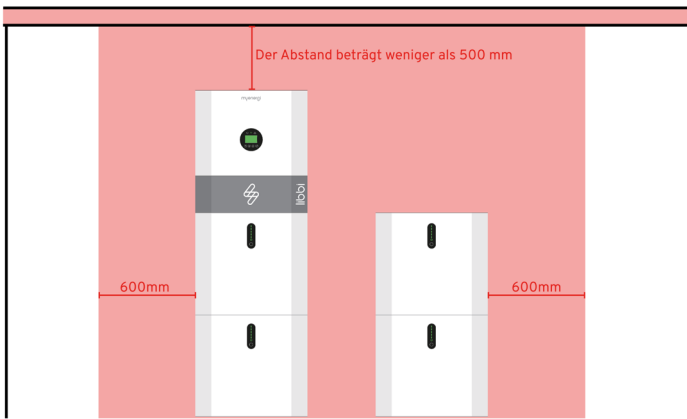 Der Abstand beträgt weniger als 500 mm
myenergi
libbi
600mm
600mm